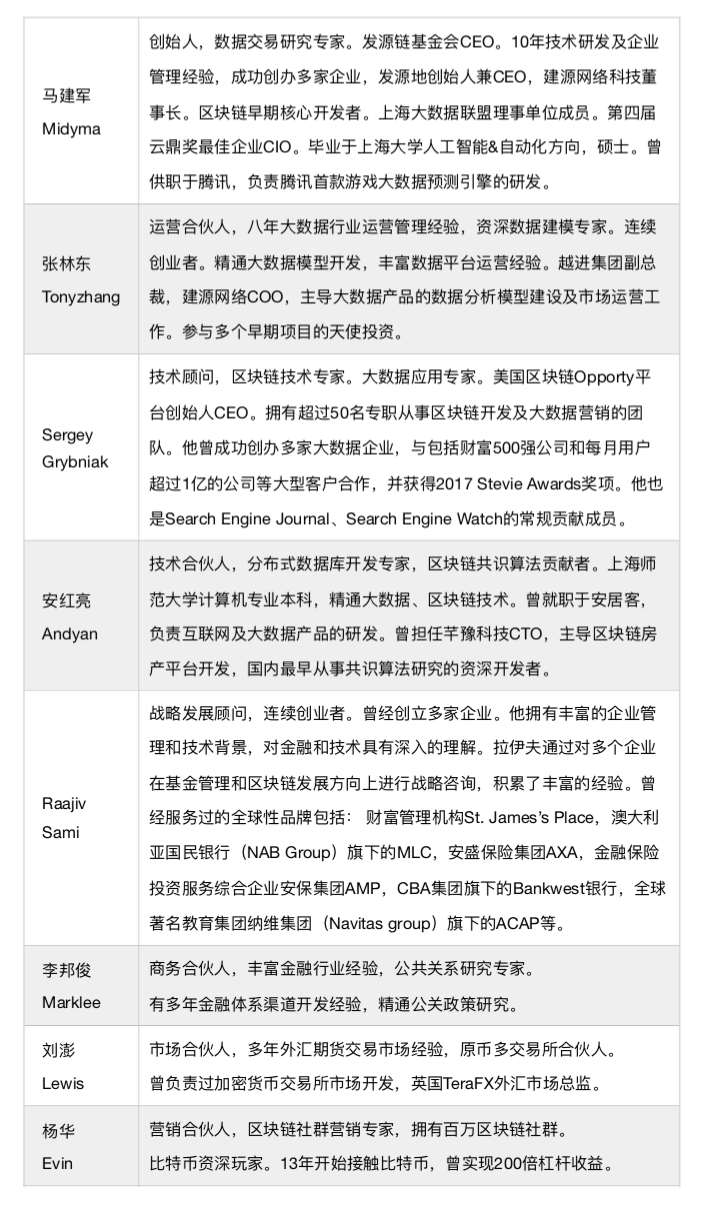 马建军
Midyma
创始人，数据交易研究专家。发源链基金会CEO。10年技术研发及企业
管理经验，成功创办多家企业，发源地创始人兼CEO，建源网络科技董
事长。区块链早期核心开发者。上海大数据联盟理事单位成员。第四届
云鼎奖最佳企业CIO。毕业于上海大学人工智能&自动化方向，硕士。曾
供职于腾讯，负责腾讯首款游戏大数据预测引擎的研发。
张林东
Tonyzhang
运营合伙人，八年大数据行业运营管理经验，资深数据建模专家。连续
创业者。精通大数据模型开发，丰富数据平台运营经验。越进集团副总
裁，建源网络COO，主导大数据产品的数据分析模型建设及市场运营工
作。参与多个早期项目的天使投资。
Sergey
Grybniak
技术顾问，区块链技术专家。大数据应用专家。美国区块链Opporty平
台创始人CEO。拥有超过50名专职从事区块链开发及大数据营销的团
队。他曾成功创办多家大数据企业，与包括财富500强公司和每月用户
超过1亿的公司等大型客户合作，并获得2017 Stevie Awards奖项。他也
是Search Engine Journal、Search Engine Watch的常规贡献成员。
安红亮
Andyan
技术合伙人，分布式数据库开发专家，区块链共识算法贡献者。上海师
范大学计算机专业本科，精通大数据、区块链技术。曾就职于安居客，
负责互联网及大数据产品的研发。曾担任芊豫科技CTO，主导区块链房
产平台开发，国内最早从事共识算法研究的资深开发者。
Raajiv
Sami
战略发展顾问，连续创业者。曾经创立多家企业。他拥有丰富的企业管
理和技术背景，对金融和技术具有深入的理解。拉伊夫通过对多个企业
在基金管理和区块链发展方向上进行战略咨询，积累了丰富的经验。曾
经服务过的全球性品牌包括： 财富管理机构St. James’s Place，澳大利
亚国民银行（NAB Group）旗下的MLC，安盛保险集团AXA，金融保险
投资服务综合企业安保集团AMP，CBA集团旗下的Bankwest银行，全球
著名教育集团纳维集团（Navitas group）旗下的ACAP等。
李邦俊
Marklee
商务合伙人，丰富金融行业经验，公共关系研究专家。
有多年金融体系渠道开发经验，精通公关政策研究。
刘澎
Lewis
市场合伙人，多年外汇期货交易市场经验，原币多交易所合伙人。
曾负责过加密货币交易所市场开发，英国TeraFX外汇市场总监。
杨华
Evin
营销合伙人，区块链社群营销专家，拥有百万区块链社群。
比特币资深玩家。13年开始接触比特币，曾实现200倍杠杆收益。